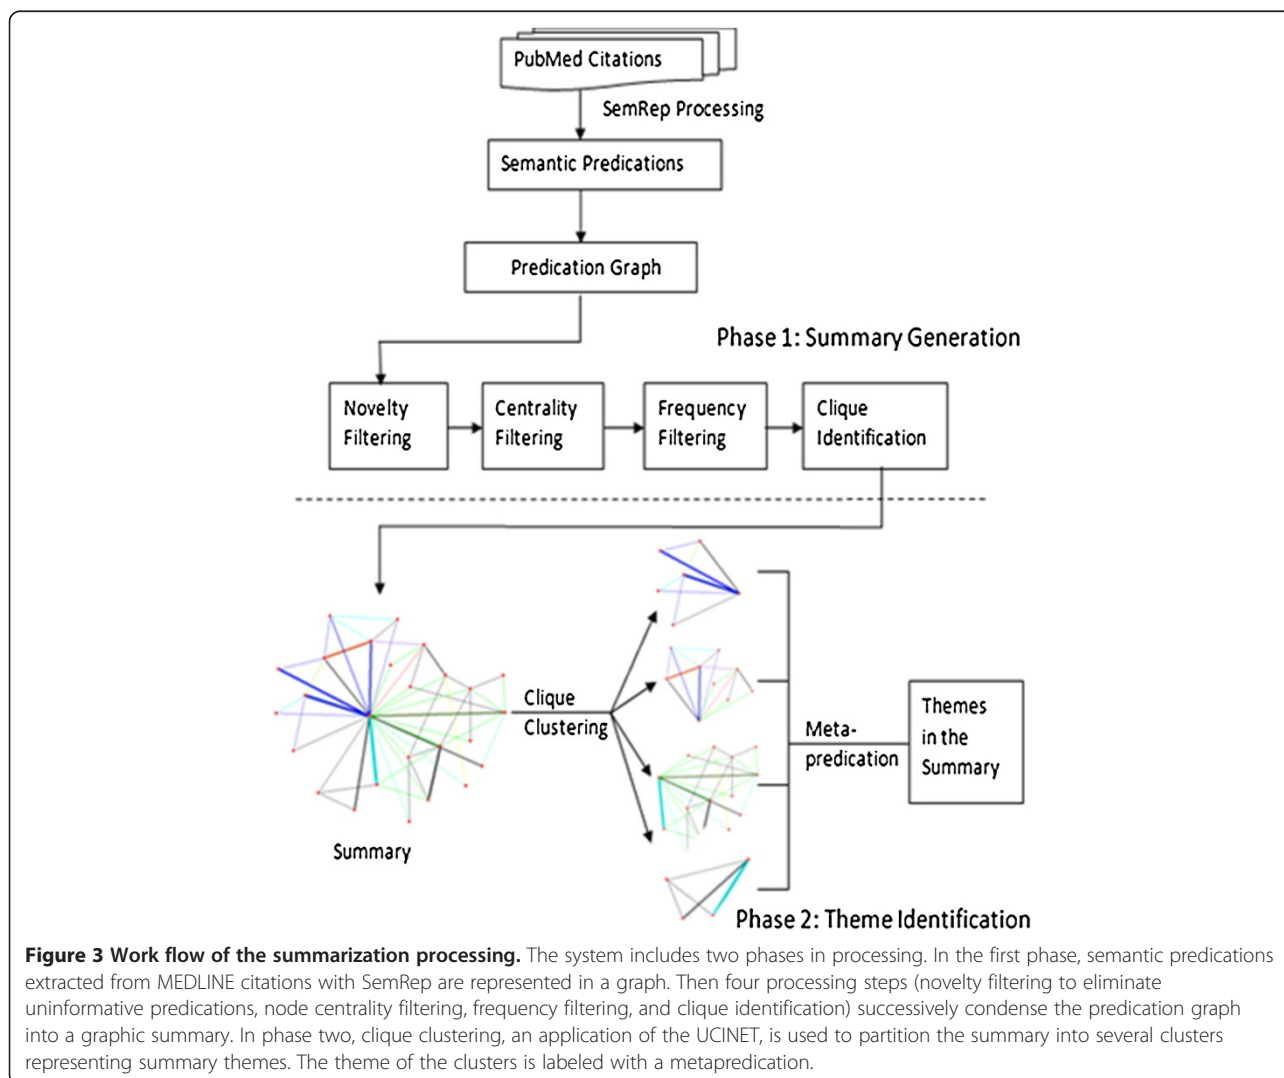 PubMed Citations
SemRep Processing
Semantic Predications
Predication Graph
Phase 1: Summary Generation
Novelty
Filtering
Centrality
Filtering
Frequency
Filtering
Clique
Identification
Clique
Clustering
Meta-
predication
Themes
in the
Summary
Summary
Phase 2: Theme Identification
Figure 3 Work flow of the summarization processing. The system includes two phases in processing. In the first phase, semantic predications
extracted from MEDLINE citations with SemRep are represented in a graph. Then four processing steps (novelty filtering to eliminate
uninformative predications, node centrality filtering, frequency filtering, and clique identification) successively condense the predication graph
into a graphic summary. In phase two, clique clustering, an application of the UCINET, is used to partition the summary into several clusters
representing summary themes. The theme of the clusters is labeled with a metapredication.